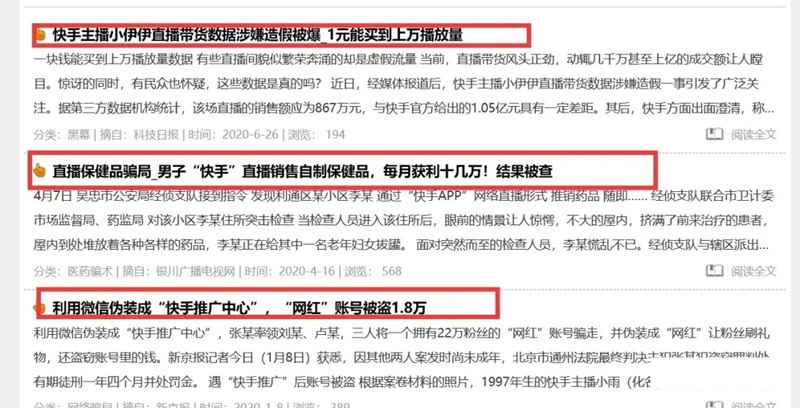 快手主播小伊伊直播带货数据涉嫌造假被爆_1元能买到上万播放量
一块钱能买到上万播放量数据 有些直播间貌似繁荣奔涌的却是虚假流量 当前，直播带货风头正劲，动辄几千万甚至上亿的成交额让人瞠
目。惊讶的同时，有民众也怀疑，这些数据是真的吗？ 近日，经媒体报道后，快手主播小伊伊直播带货数据涉嫌造假一事引发了广泛关
注。据第三方数据机构统计，该场直播的销售额应为867万元，与快手官方给出的1.05亿元具有一定差距。其后，快手方面出面澄清，称...
分类：黑幕 | 摘自：科技日报 | 时间：2020-6-26 | 浏览： 194
阅读全文
直播保健品骗局_男子“快手”直播销售自制保健品，每月获利十几万！结果被查
4月7日 吴忠市公安局经侦支队接到指令 发现利通区某小区李某 通过“快手APP”网络直播形式 推销药品 随即...... 经侦支队联合市卫计委
市场监督局、药监局 对该小区李某住所突击检查 当检查人员进入该住所后，眼前的情景让人惊愕，不大的屋内，挤满了前来治疗的患者，
屋内到处堆放着各种各样的药品，李某正在给其中一名老年妇女拔罐。 面对突然而至的检查人员，李某慌乱不已。经侦支队与辖区派出...
分类：医药骗术 | 摘自：银川广播电视网 | 时间：2020-4-16 | 浏览： 568
阅读全文
利用微信伪装成“快手推广中心”，“网红”账号被盗1.8万
利用微信伪装成“快手推广中心”，张某率领刘某、卢某，三人将一个拥有22万粉丝的“网红”账号骗走，并伪装成“网红”让粉丝刷礼
物，还盗窃账号里的钱。新京报记者今日（1月8日）获悉，因其他两人案发时尚未成年，北京市通州法院最终判决主犯张某犯盗窃罪判处
有期徒刑一年四个月并处罚金。 遇“快手推广”后账号被盗 根据案卷材料的照片，1997年生的快手主播小雨（化名
分类：网络骗局 | 摘自：新京报 | 时间：2020-1-8 | 浏览： 389